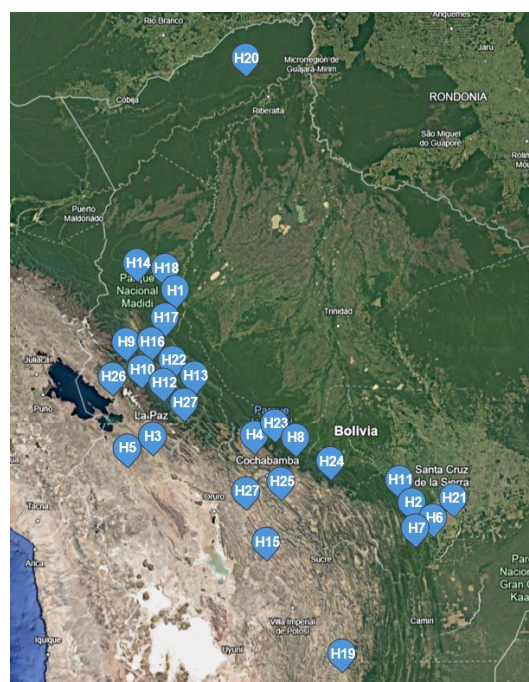 Rio Branco
Ariquemes
H20
Microrregión de
Guajará-Mirim
Jaru
Cobija
RONDONIA
Riberalta
São Miguel
do Guaporé
Puerto
Maldonado
H14
H18
Parque
Nacional
Madidi
H1
H17
Trinidad
H9
H16
Juliaca
H22
H26
H10
H12
H13
Puno
La Paz
H27
H23
Bolivia
H5
H3
H4
H8
Cochabamba
H24
Santa Cruz
de la Sierra
H11
H25
H27
Oruro
H2
H21
Tacna
H6
H7
H15
Sucre
Arica
Villa Imperial
de Potosí
Camiri
Iquique
Uyuni
H19